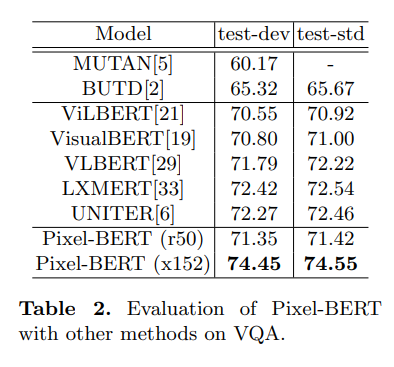 Model test-dev test-std
MUTAN[5] 60.17 -
BUTD[2] 65.32 65.67
ViLBERT[21] 70.55 70.92
VisualBERT[19] 70.80 71.00
VLBERT[29] 71.79 72.22
LXMERT[33] 72.42 72.54
UNITER[6] 72.27 72.46
Pixel-BERT (r50) 71.35 71.42
Pixel-BERT (x152) 74.45 74.55
Table 2. Evaluation of Pixel-BERT
with other methods on VQA.